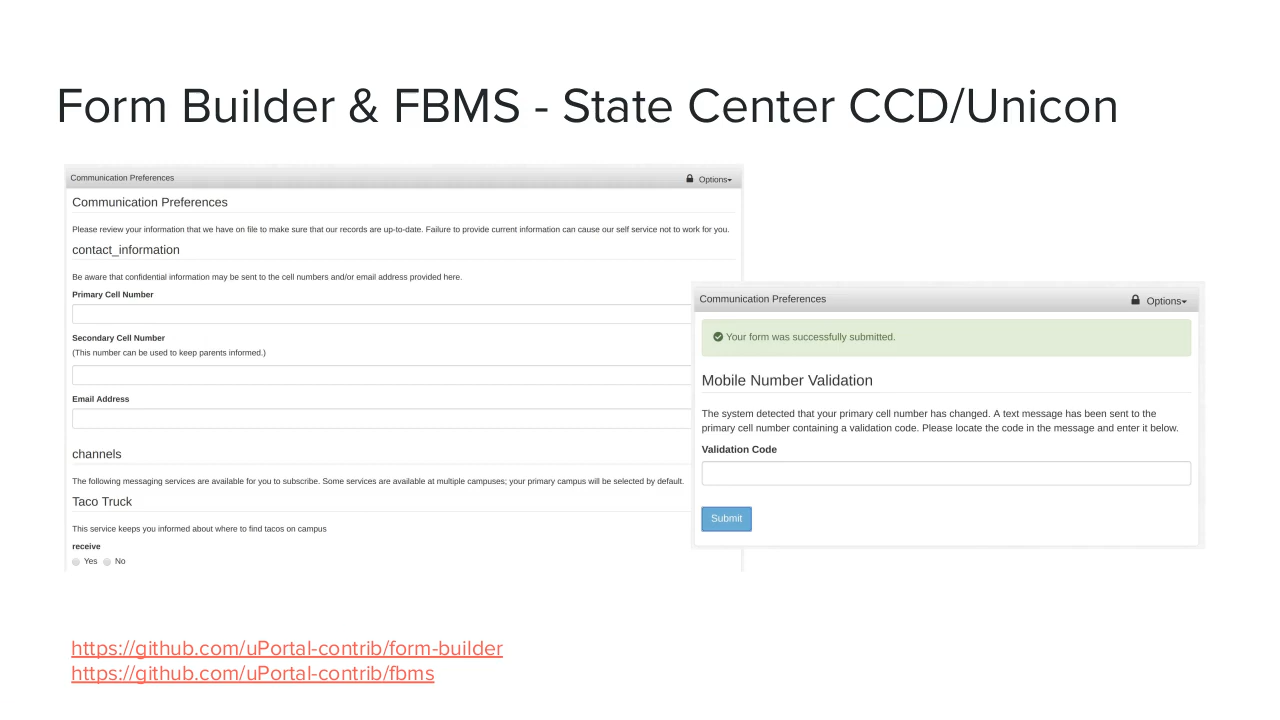 Form Builder & FBMS - State Center CCD/Unicon
Communication Preferences
Options
Communication Preferences
Please review your information that we have on file to make sure that our records are up-to-date. Failure to provide current information can cause our self service not to work for you.
contact_information
Be aware that confidential information may be sent to the cell numbers and/or email address provided here.
Primary Cell Number
Secondary Cell Number
(This number can be used to keep parents informed.)
Email Address
channels
The following messaging services are available for you to subscribe. Some services are available at multiple campuses; your primary campus will be selected by default.
Taco Truck
This service keeps you informed about where to find tacos on campus
receive
Yes No
Communication Preferences
Options
Your form was successfully submitted.
Mobile Number Validation
The system detected that your primary cell number has changed. A text message has been sent to the
primary cell number containing a validation code. Please locate the code in the message and enter it below.
Validation Code
Submit
https://github.com/uPortal-contrib/form-builder
https://github.com/uPortal-contrib/fbms